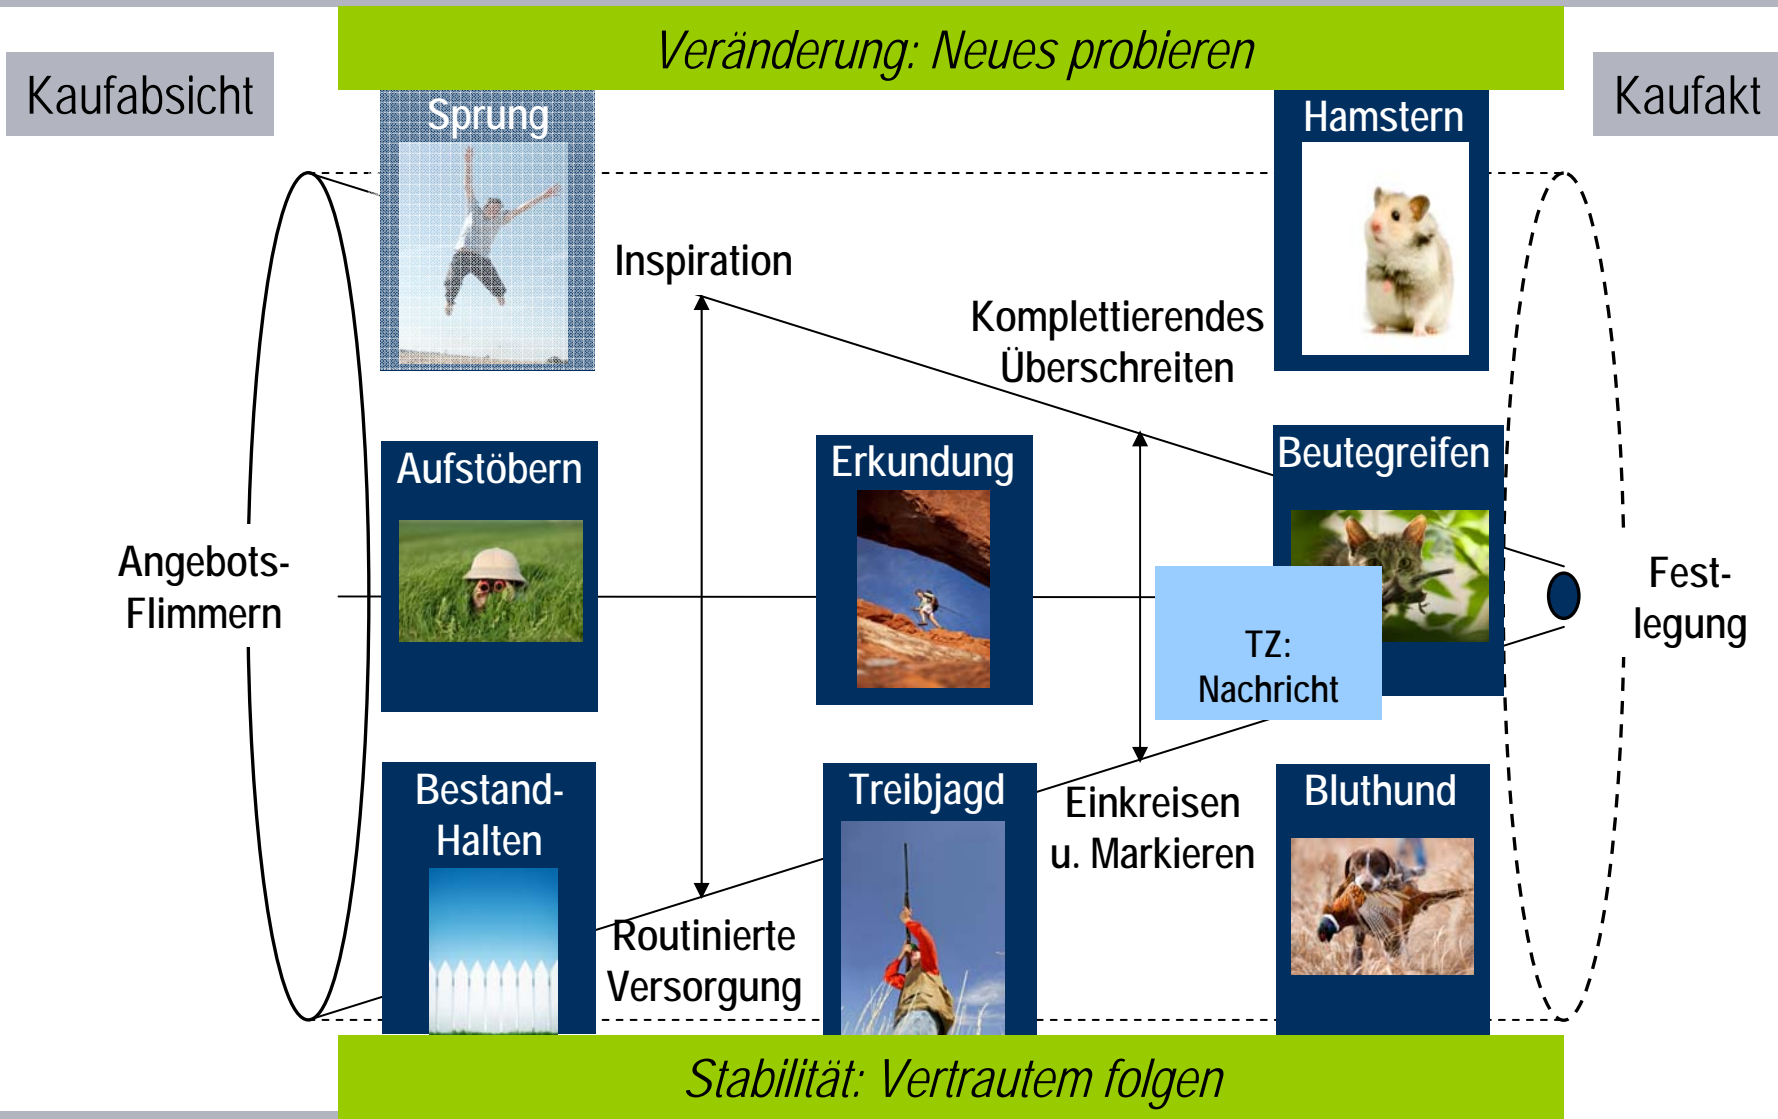 Veränderung: Neues probieren
Kaufabsicht
Kaufakt
Sprung
Hamstern
Inspiration
Komplettierendes
Überschreiten
Aufstöbern
Erkundung
Beutegreifen
Angebots-
Flimmern
Fest-
legung
TZ:
Nachricht
Bestand-
Halten
Treibjagd
Einkreisen
u. Markieren
Bluthund
Routinierte
Versorgung
Stabilität: Vertrautem folgen